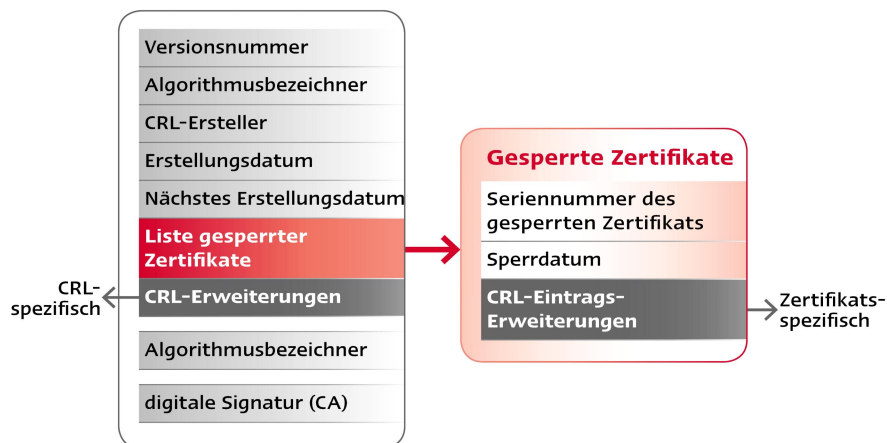 Versionsnummer
Algorithmusbezeichner
CRL-Ersteller
Erstellungsdatum
Nächstes Erstellungsdatum
Liste gesperrter
Zertifikate
CRL-Erweiterungen
Algorithmusbezeichner
digitale Signatur (CA)
CRL-
spezifisch
Gesperrte Zertifikate
Seriennummer des
gesperrten Zertifikats
Sperrdatum
CRL-Eintrags-
Erweiterungen
Zertifikats-
spezifisch